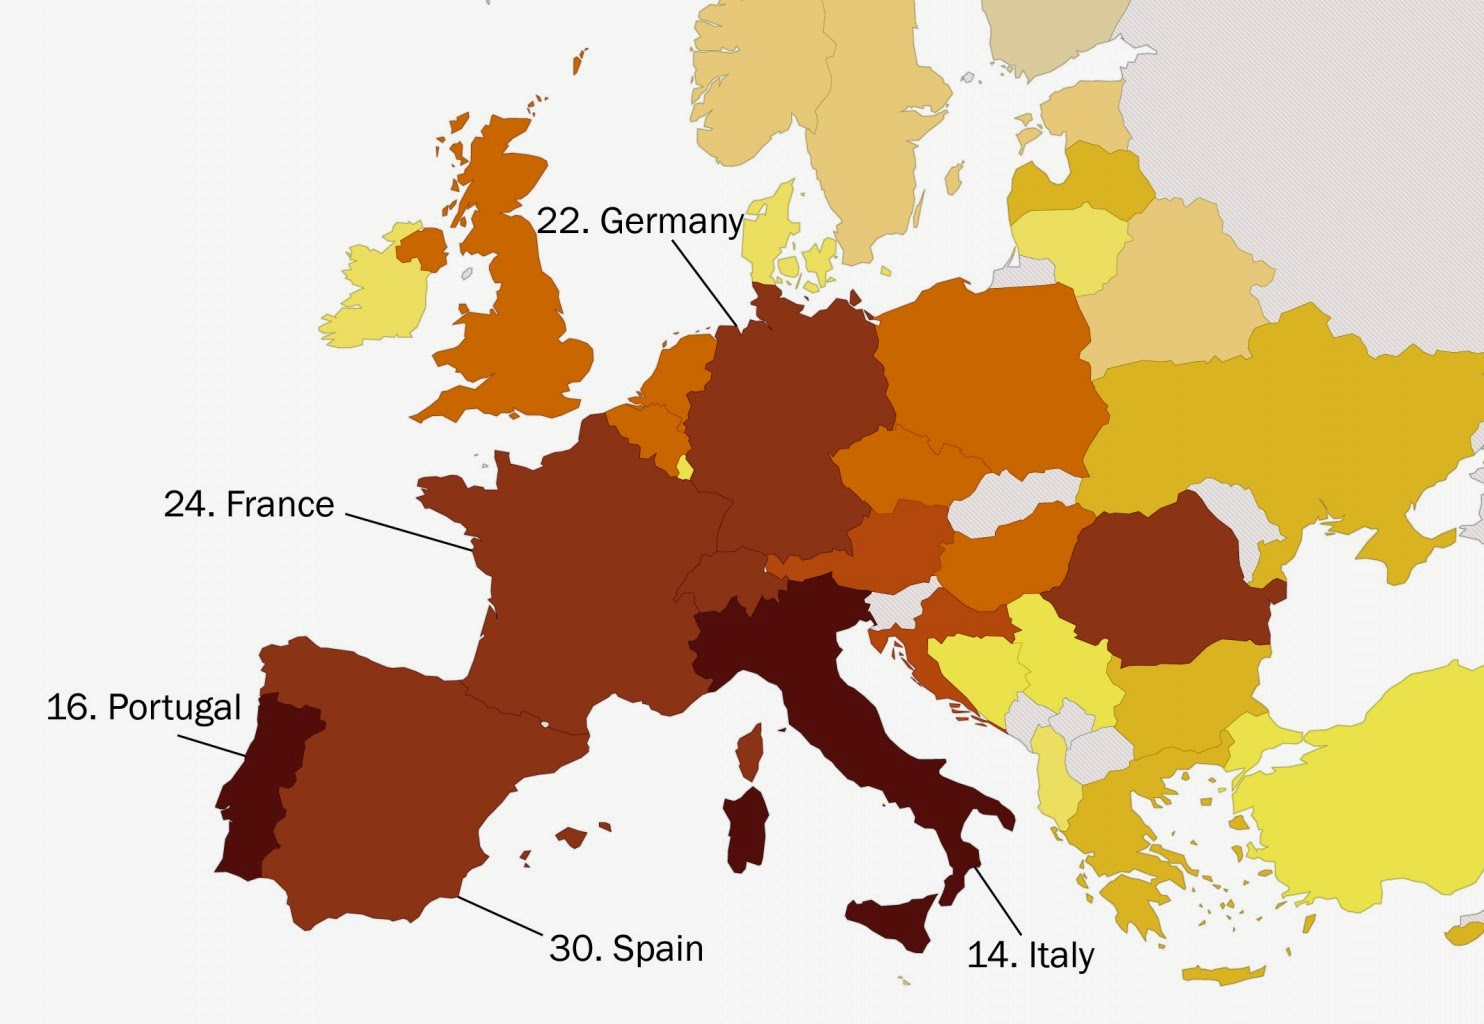 22. Germany
24. France
16. Portugal
30. Spain
14. Italy